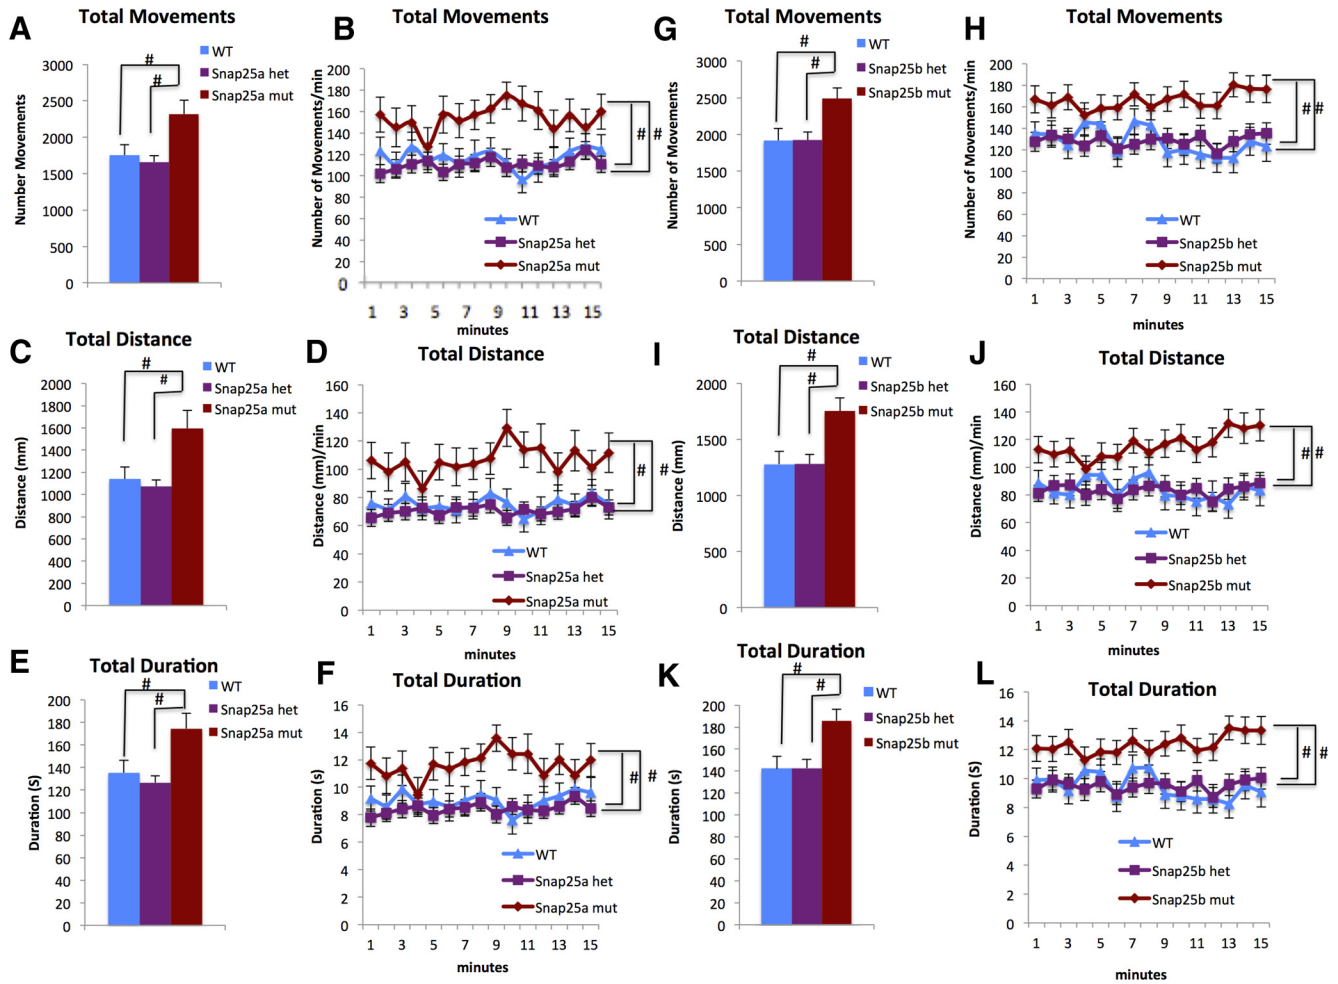 A
Total Movements
Number Movements
3000
2500
2000
1500
1000
500
0
#
#
WT
Snap25a het
Snap25a mut
B
Total Movements
Number of Movements/min
200
180
160
140
120
100
80
60
40
20
0
1 3 5 7 9 11 13 15
minutes
WT
Snap25a het
Snap25a mut
# #
G
Total Movements
Number of Movements
3000
2500
2000
1500
1000
500
0
#
#
WT
Snap25b het
Snap25b mut
H
Total Movements
Number of Movements/min
200
180
160
140
120
100
80
60
40
20
0
1 3 5 7 9 11 13 15
minutes
WT
Snap25b het
Snap25b mut
##
C
Total Distance
Distance (mm)
2000
1800
1600
1400
1200
1000
800
600
400
200
0
#
#
WT
Snap25a het
Snap25a mut
D
Total Distance
Distance (mm)/min
160
140
120
100
80
60
40
20
0
1 3 5 7 9 11 13 15
minutes
WT
Snap25a het
Snap25a mut
# #
I
Total Distance
Distance (mm)
2000
1500
1000
500
0
#
#
WT
Snap25b het
Snap25b mut
J
Total Distance
Distance (mm)/min
160
140
120
100
80
60
40
20
0
1 3 5 7 9 11 13 15
minutes
WT
Snap25b het
Snap25b mut
##
E
Total Duration
Duration (S)
200
180
160
140
120
100
80
60
40
20
0
#
#
WT
Snap25a het
Snap25a mut
F
Total Duration
Duration (s)
16
14
12
10
8
6
4
2
0
1 3 5 7 9 11 13 15
minutes
WT
Snap25a het
Snap25a mut
# #
K
Total Duration
Duration (s)
200
180
160
140
120
100
80
60
40
20
0
#
#
WT
Snap25b het
Snap25b mut
L
Total Duration
Duration (S)
16
14
12
10
8
6
4
2
0
1 3 5 7 9 11 13 15
minutes
WT
Snap25b het
Snap25b mut
# #